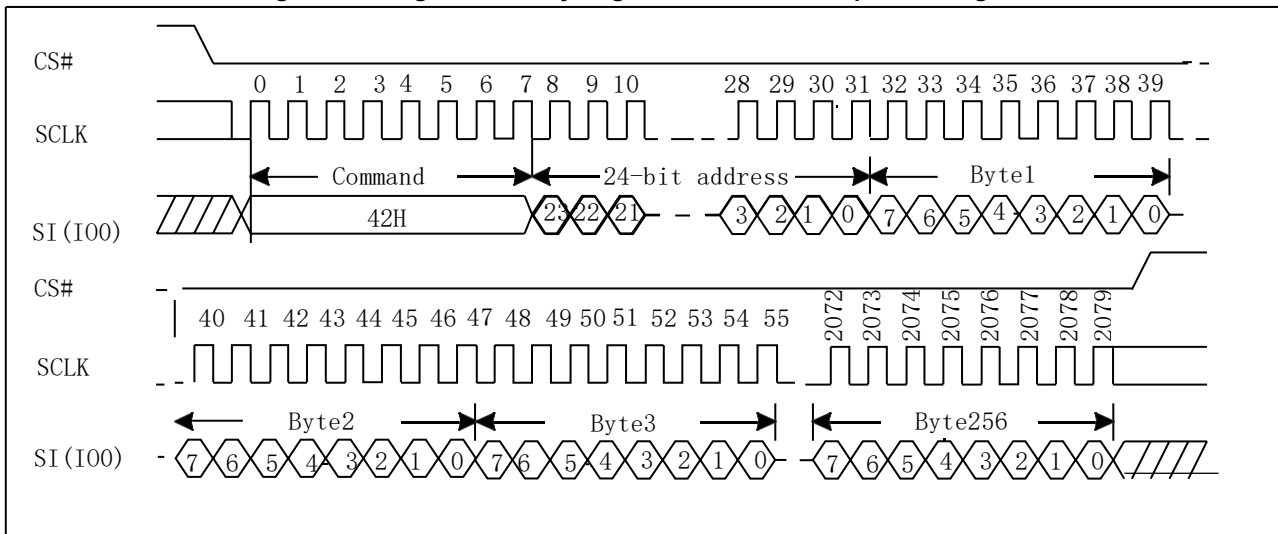 CS#
0 1 2 3 4 5 6 7 8 9 10 28 29 30 31 32 33 34 35 36 37 38 39
SCLK
Command 24-bit address Byte1
SI(IO0) 42H 23 22 21 3 2 1 0 7 6 5 4 3 2 1 0
CS#
40 41 42 43 44 45 46 47 48 49 50 51 52 53 54 55 2072 2073 2074 2075 2076 2077 2078 2079
SCLK
Byte2 Byte3 Byte256
SI(IO0) 7 6 5 4 3 2 1 0 7 6 5 4 3 2 1 0 7 6 5 4 3 2 1 0